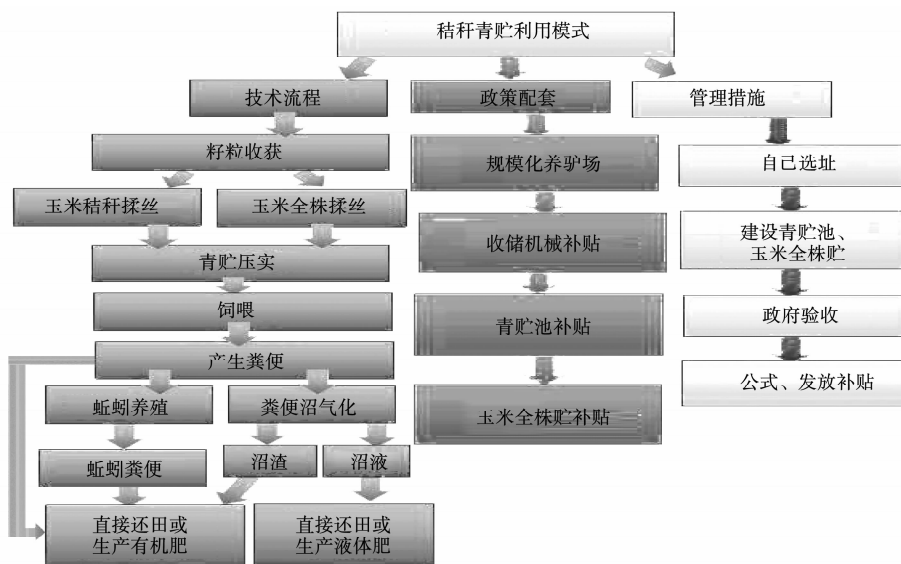 秸秆青贮利用模式
技术流程
政策配套
管理措施
籽粒收获
规模化养驴场
自己选址
玉米秸秆揉丝
玉米全株揉丝
收储机械补贴
建设青贮池、
玉米全株贮
青贮压实
饲喂
青贮池补贴
政府验收
产生粪便
公式、发放补贴
蚯蚓养殖
粪便沼气化
玉米全株贮补贴
蚯蚓粪便
沼渣
沼液
直接还田或
生产有机肥
直接还田或
生产液体肥